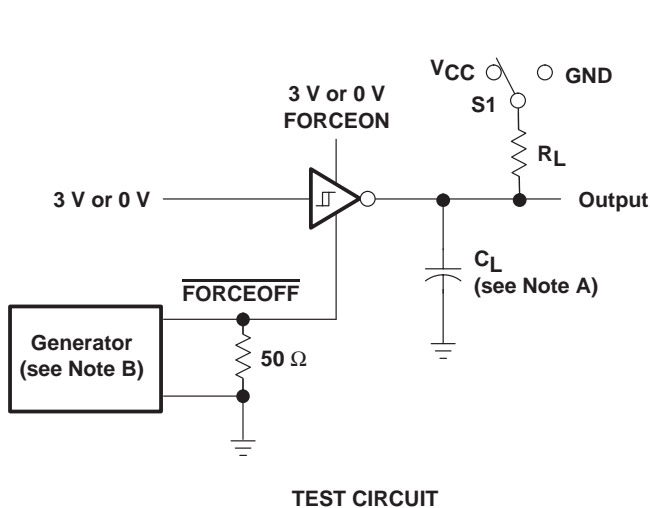 VCC
GND
S1
3 V or 0 V
FORCEON
RL
3 V or 0 V
Output
CL
(see Note A)
FORCEOFF
Generator
(see Note B)
50 Ω
TEST CIRCUIT